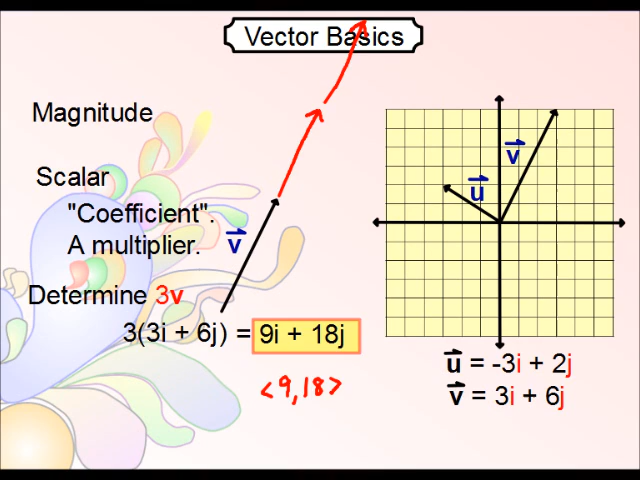 Vector Basics
Magnitude
Scalar
"Coefficient".
A multiplier.
v
Determine 3v
3(3i + 6j) = 9i + 18j
<9,18>
v
u
u = -3i + 2j
v = 3i + 6j